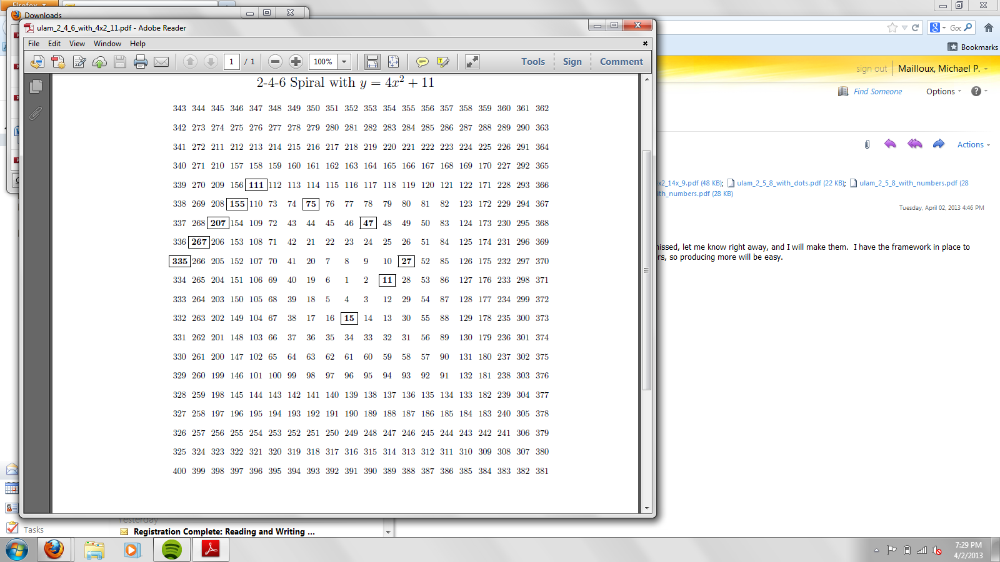 Firefox
Downloads
ulam_2_4_6_with_4x2_11.pdf - Adobe Reader
File Edit View Window Help
1 / 1 100% Tools Sign Comment
Bookmarks
sign out Mailloux, Michael P.
Find Someone Options
Actions
2-4-6 Spiral with y = 4x² + 11
343 344 345 346 347 348 349 350 351 352 353 354 355 356 357 358 359 360 361 362
342 273 274 275 276 277 278 279 280 281 282 283 284 285 286 287 288 289 290 363
341 272 211 212 213 214 215 216 217 218 219 220 221 222 223 224 225 226 291 364
340 271 210 157 158 159 160 161 162 163 164 165 166 167 168 169 170 227 292 365
339 270 209 156 111 112 113 114 115 116 117 118 119 120 121 122 171 228 293 366
338 269 208 155 110 73 74 75 76 77 78 79 80 81 82 123 172 229 294 367
337 268 207 154 109 72 43 44 45 46 47 48 49 50 83 124 173 230 295 368
336 267 206 153 108 71 42 21 22 23 24 25 26 51 84 125 174 231 296 369
335 266 205 152 107 70 41 20 7 8 9 10 27 52 85 126 175 232 297 370
334 265 204 151 106 69 40 19 6 1 2 11 28 53 86 127 176 233 298 371
333 264 203 150 105 68 39 18 5 4 3 12 29 54 87 128 177 234 299 372
332 263 202 149 104 67 38 17 16 15 14 13 30 55 88 129 178 235 300 373
331 262 201 148 103 66 37 36 35 34 33 32 31 56 89 130 179 236 301 374
330 261 200 147 102 65 64 63 62 61 60 59 58 57 90 131 180 237 302 375
329 260 199 146 101 100 99 98 97 96 95 94 93 92 91 132 181 238 303 376
328 259 198 145 144 143 142 141 140 139 138 137 136 135 134 133 182 239 304 377
327 258 197 196 195 194 193 192 191 190 189 188 187 186 185 184 183 240 305 378
326 257 256 255 254 253 252 251 250 249 248 247 246 245 244 243 242 241 306 379
325 324 323 322 321 320 319 318 317 316 315 314 313 312 311 310 309 308 307 380
400 399 398 397 396 395 394 393 392 391 390 389 388 387 386 385 384 383 382 381
x2_14x_9.pdf (48 KB); ulam_2_5_8_with_dots.pdf (22 KB); ulam_2_5_8_with_numbers.pdf (28
ith_numbers.pdf (28 KB)
Tuesday, April 02, 2013 4:46 PM
issed, let me know right away, and I will make them. I have the framework in place to
rs, so producing more will be easy.
Yesterday
Tasks
Registration Complete: Reading and Writing ...
7:29 PM
4/2/2013